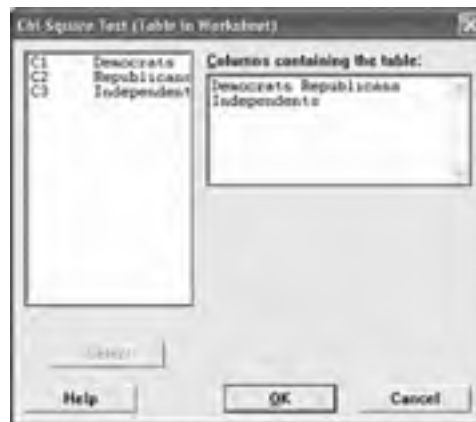 Chi-Square Test (Table in Worksheet)
C1 Democrats
C2 Republicans
C3 Independent
Columns containing the table:
Democrats Republicans
Independents
Select
Help
OK
Cancel